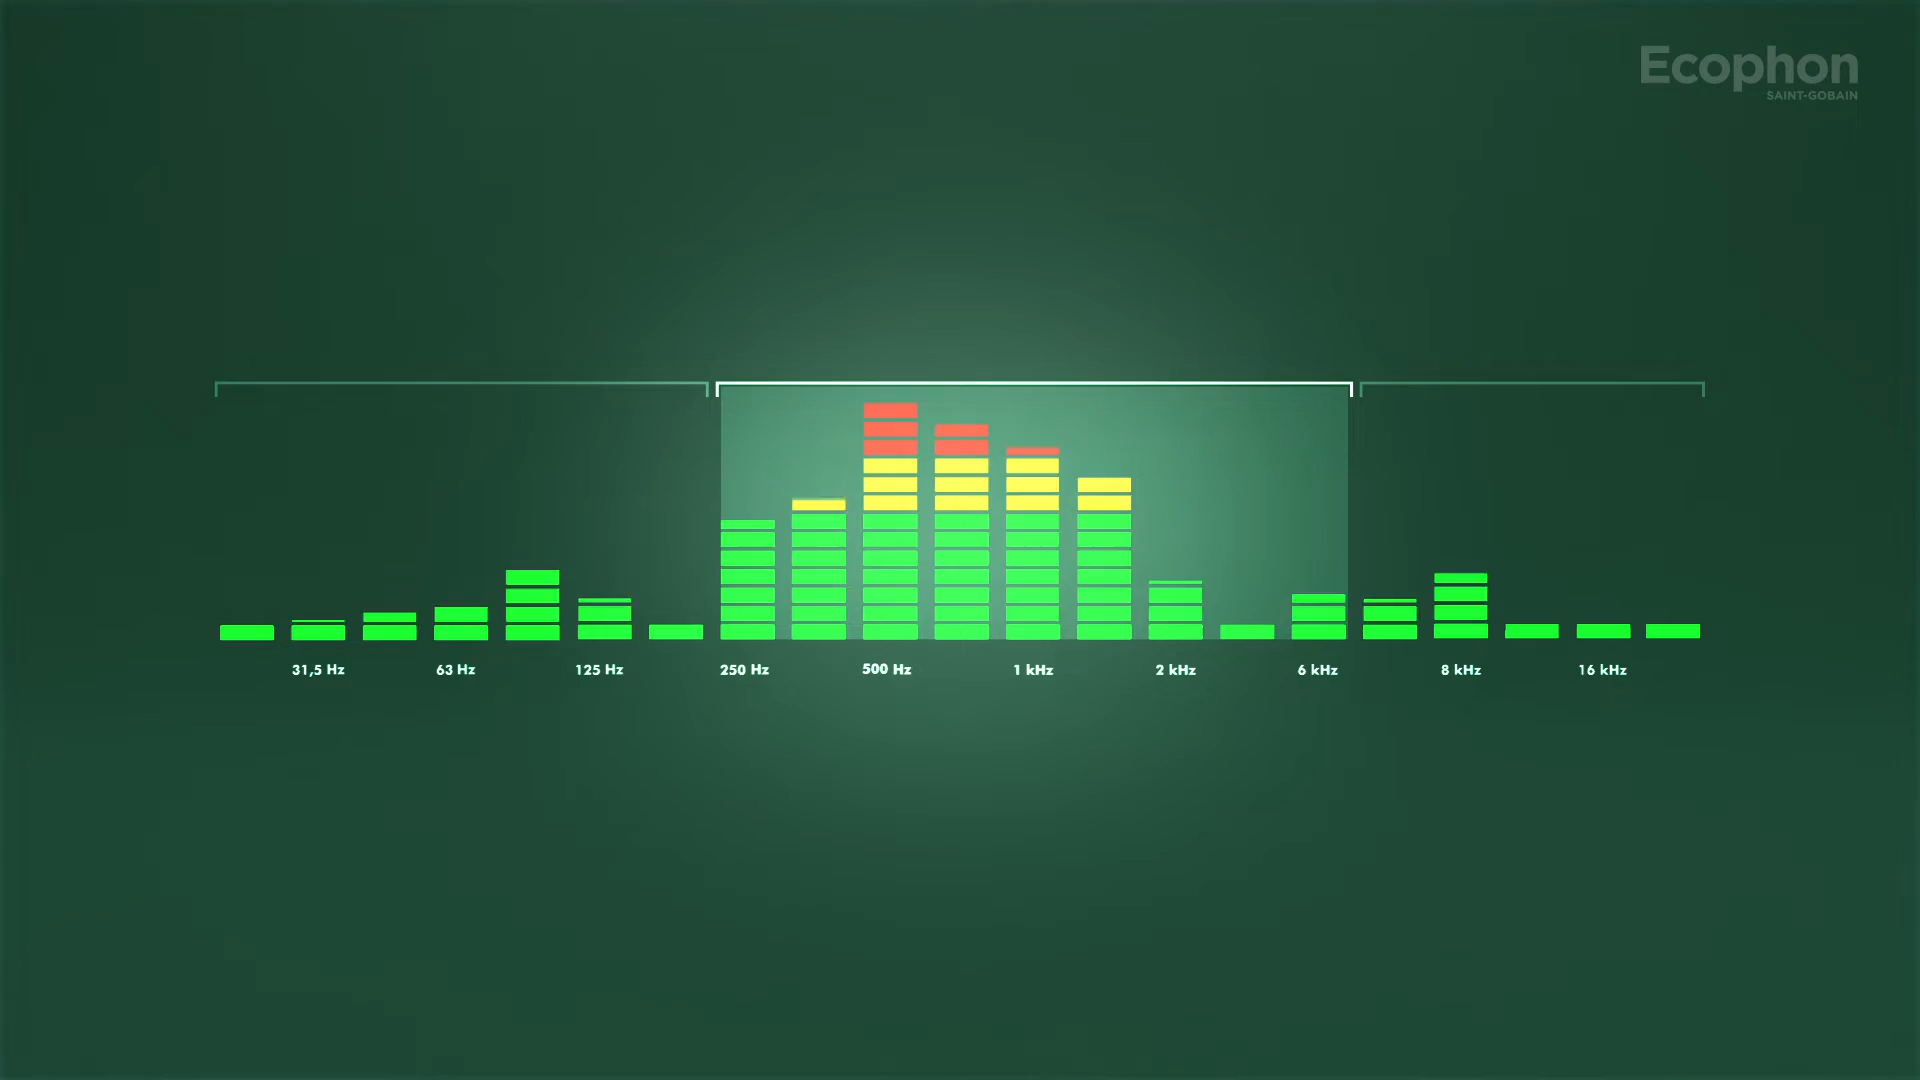 Ecophon
SAINT-GOBAIN
31,5 Hz
63 Hz
125 Hz
250 Hz
500 Hz
1 kHz
2 kHz
6 kHz
8 kHz
16 kHz